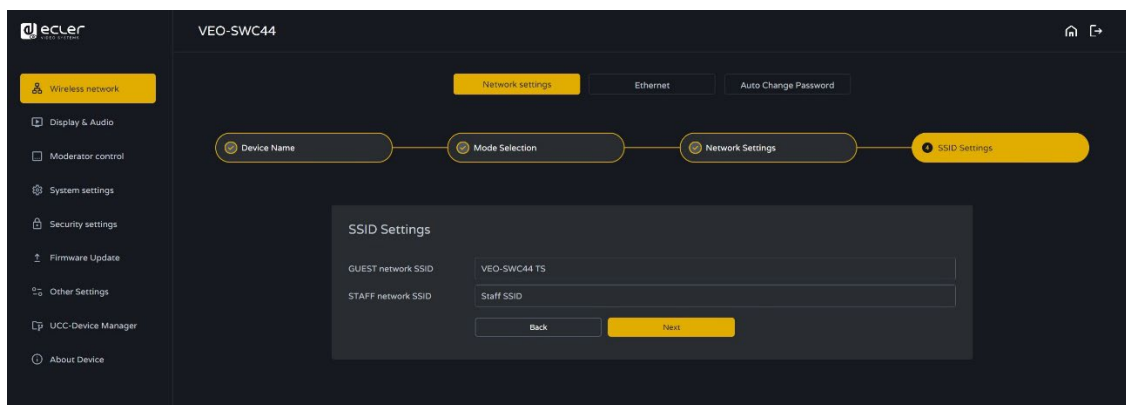 ecler
VIDEO SYSTEMS
VEO-SWC44
Wireless network
Display & Audio
Moderator control
System settings
Security settings
Firmware Update
Other Settings
UCC-Device Manager
About Device
Network settings
Ethernet
Auto Change Password
Device Name
Mode Selection
Network Settings
4 SSID Settings
SSID Settings
GUEST network SSID
VEO-SWC44 TS
STAFF network SSID
Staff SSID
Back
Next